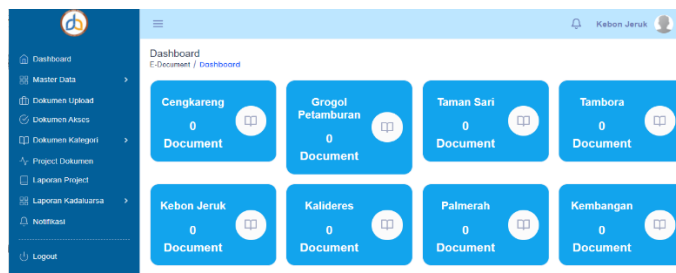 Kebon Jeruk
Dashboard
Master Data
Dokumen Upload
Dokumen Akses
Dokumen Kategori
Project Dokumen
Laporan Project
Laporan Kadaluarsa
Notifikasi
Logout
Dashboard
E-Document / Dashboard
Cengkareng
0
Document
Grogol
Petamburan
0
Document
Taman Sari
0
Document
Tambora
0
Document
Kebon Jeruk
0
Document
Kalideres
0
Document
Palmerah
0
Document
Kembangan
0
Document